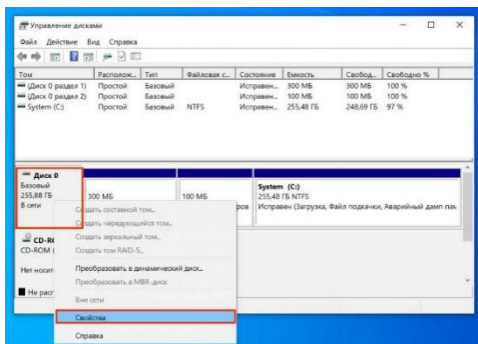 Управление дисками
Файл Действие Вид Справка
Том Располож... Тип Файловая с... Состояние Емкость Свобод... Свободно %
(Диск 0 раздел 1) Простой Базовый Исправен... 300 МБ 300 МБ 100 %
(Диск 0 раздел 2) Простой Базовый Исправен... 100 МБ 100 МБ 100 %
System (C:) Простой Базовый NTFS Исправен... 255,48 ГБ 248,69 ГБ 97 %
Диск 0
Базовый
255,88 ГБ
В сети
300 МБ
100 МБ
System (C:)
255,48 ГБ NTFS
Исправен (Загрузка, Файл подкачки, Аварийный дамп пам
ров
Создать составной том...
Создать чередующийся том...
Создать зеркальный том...
Создать том RAID-5...
Преобразовать в динамический диск...
Преобразовать в MBR-диск
Вне сети
Свойства
Справка
CD-RO
CD-ROM (
Нет носит
Не расп